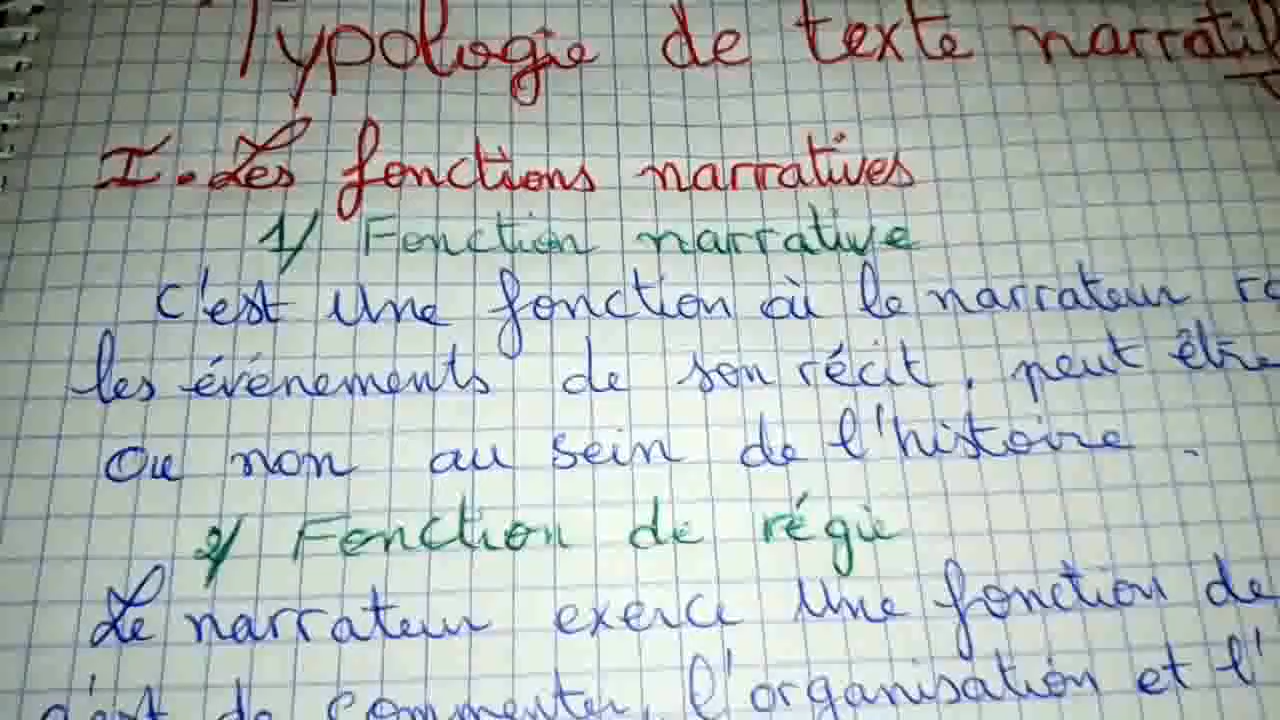 Typologie de texte narratif
I. Les fonctions narratives
1/ Fonction narrative
C'est une fonction où le narrateur
les événements de son récit, peut être
ou non au sein de l'histoire.
2/ Fonction de régie
Le narrateur exerce une fonction de
de commenter l'organisation et l'